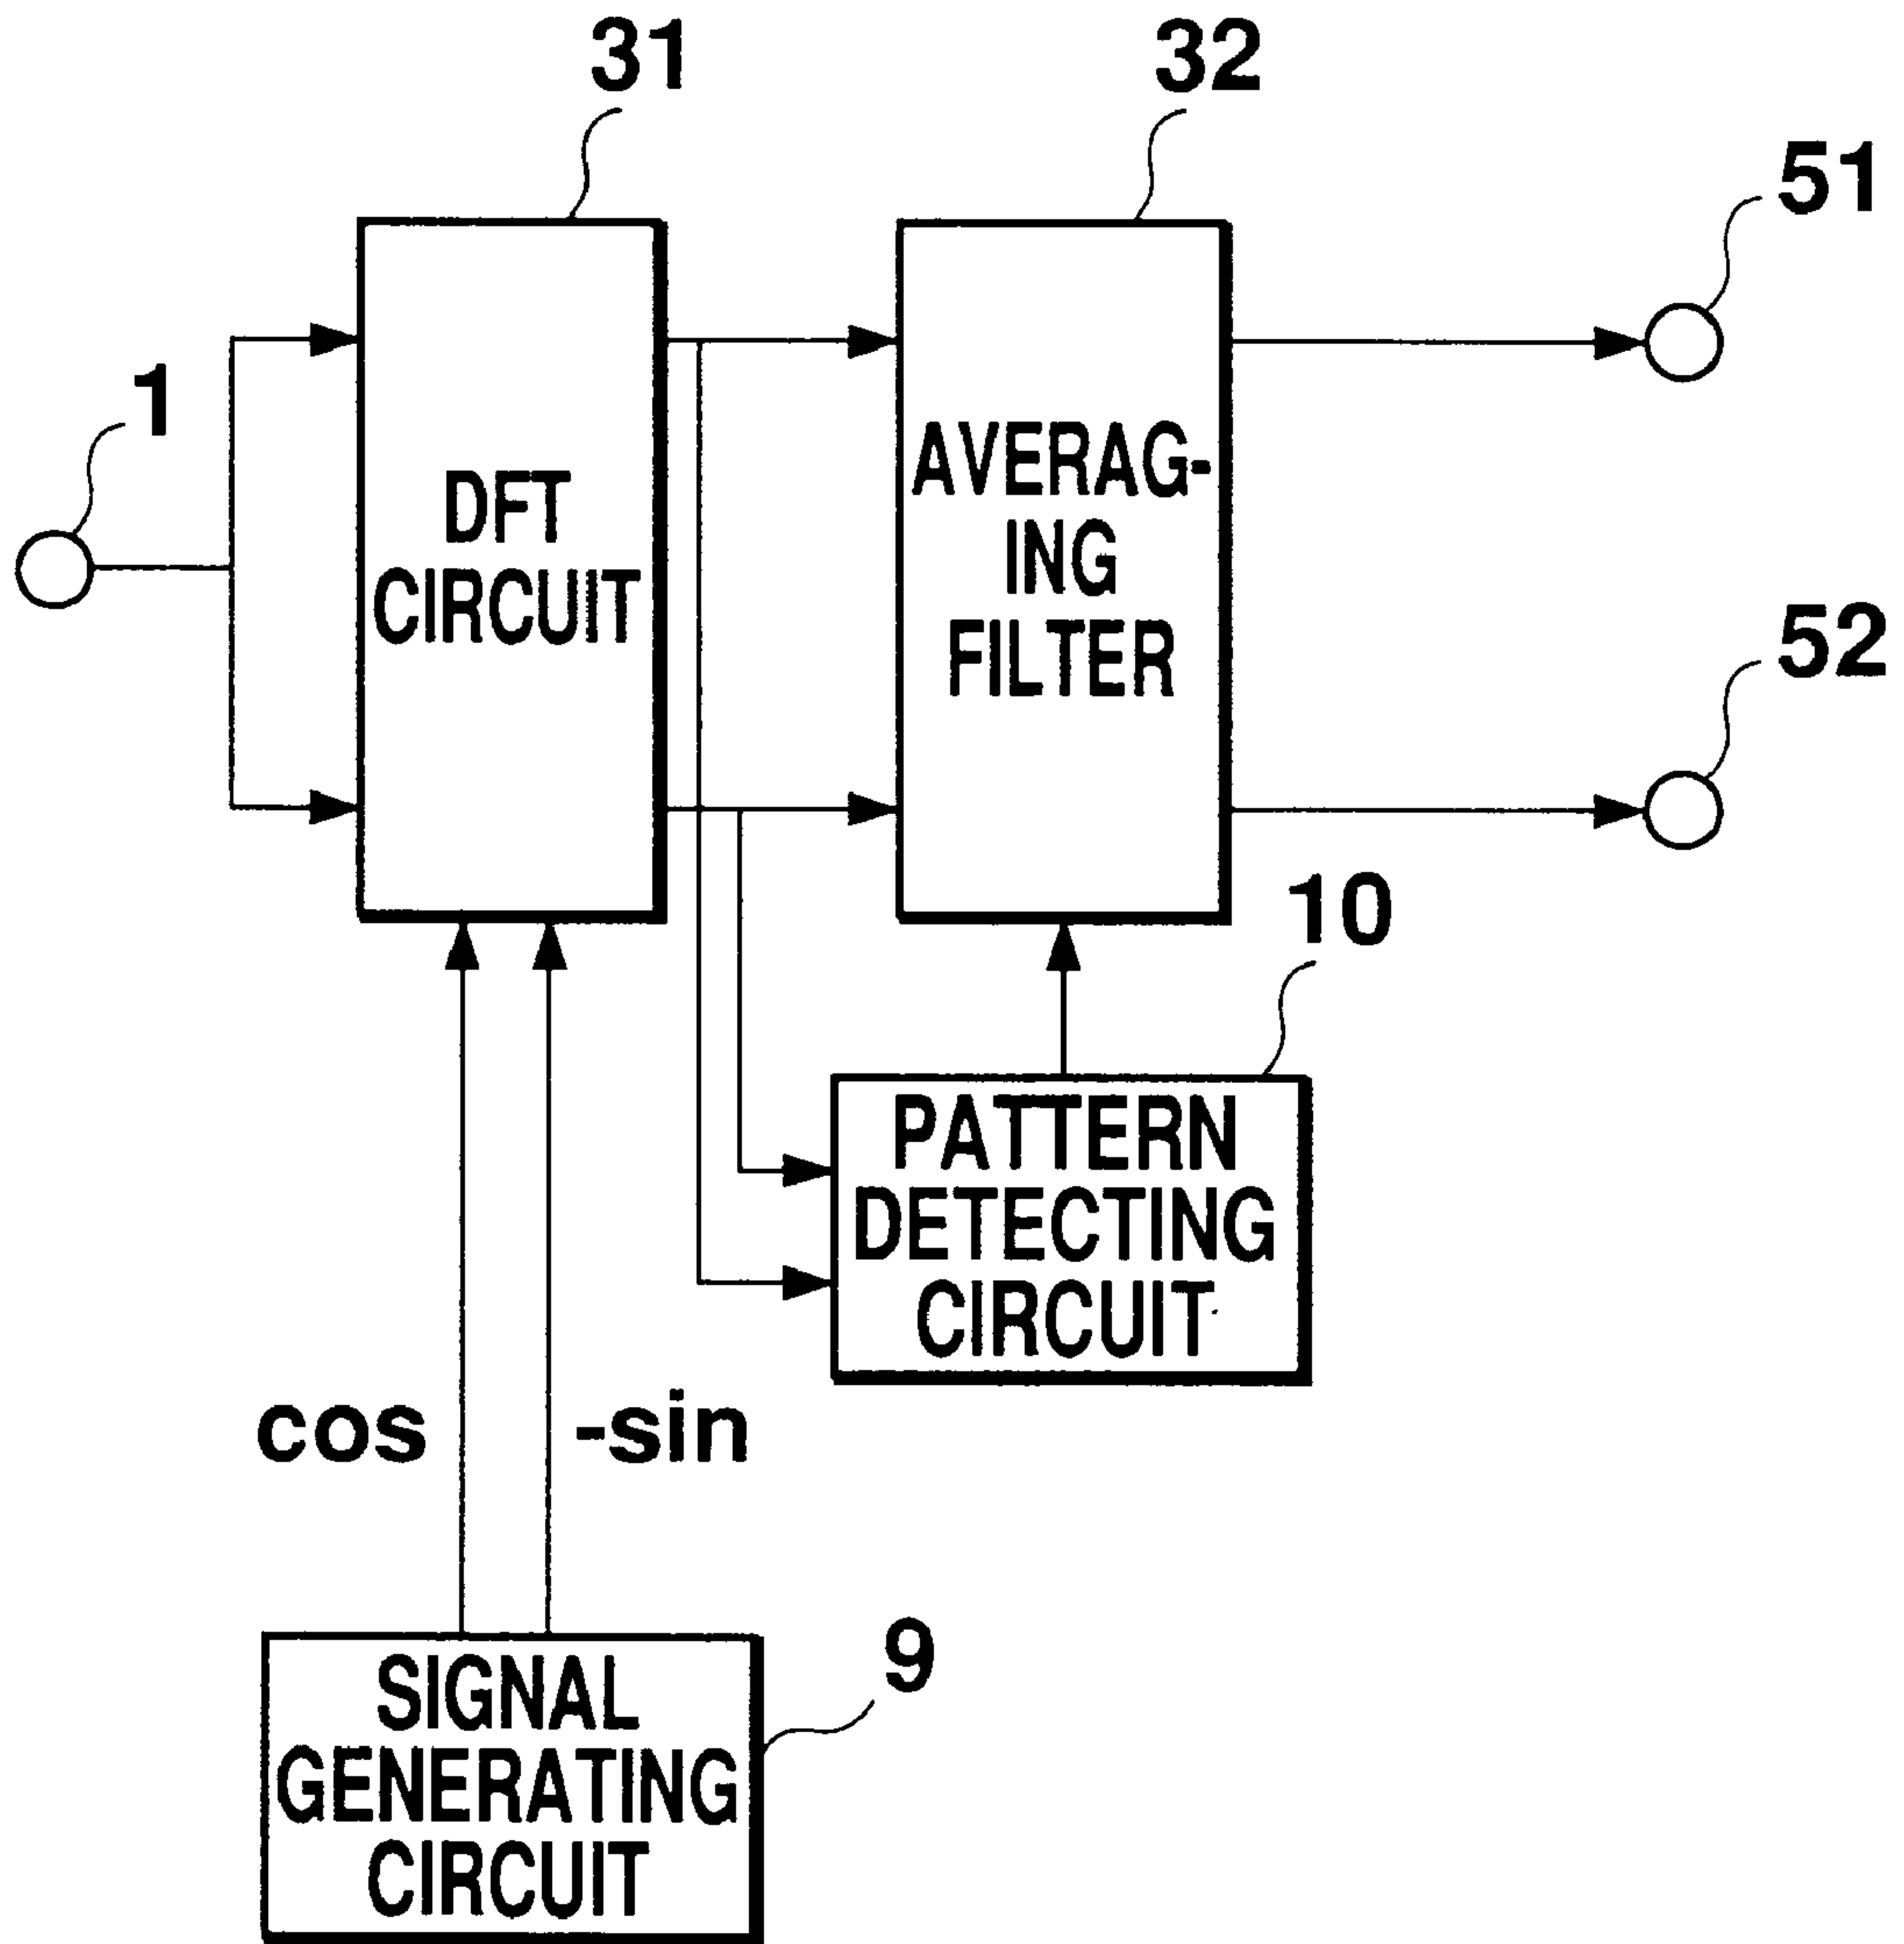 31
32
51
1
DFT
CIRCUIT
AVERAG-
ING
FILTER
52
10
PATTERN
DETECTING
CIRCUIT
cos
-sin
9
SIGNAL
GENERATING
CIRCUIT